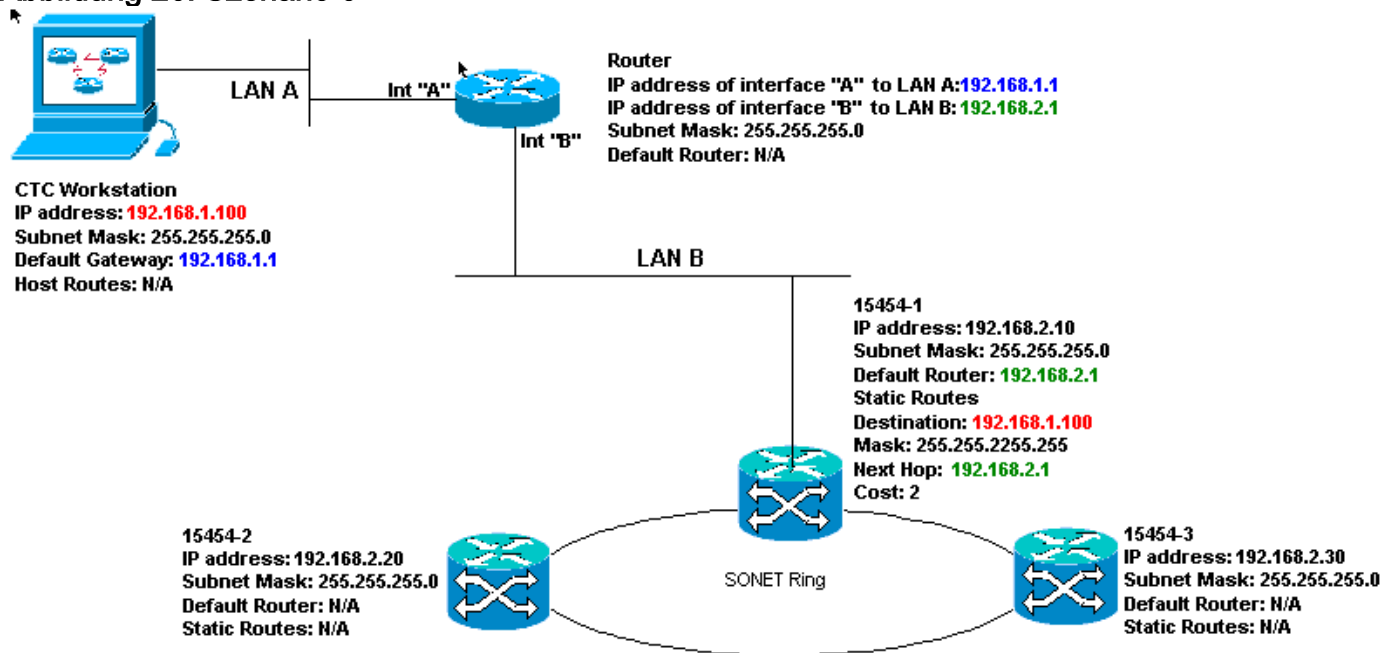 LAN A
Int "A"
Int "B"
Router
IP address of interface "A" to LAN A:192.168.1.1
IP address of interface "B" to LAN B: 192.168.2.1
Subnet Mask: 255.255.255.0
Default Router: N/A
CTC Workstation
IP address: 192.168.1.100
Subnet Mask: 255.255.255.0
Default Gateway: 192.168.1.1
Host Routes: N/A
LAN B
15454-1
IP address: 192.168.2.10
Subnet Mask: 255.255.255.0
Default Router: 192.168.2.1
Static Routes
Destination: 192.168.1.100
Mask: 255.255.2255.255
Next Hop: 192.168.2.1
Cost: 2
15454-2
IP address: 192.168.2.20
Subnet Mask: 255.255.255.0
Default Router: N/A
Static Routes: N/A
SONET Ring
15454-3
IP address: 192.168.2.30
Subnet Mask: 255.255.255.0
Default Router: N/A
Static Routes: N/A